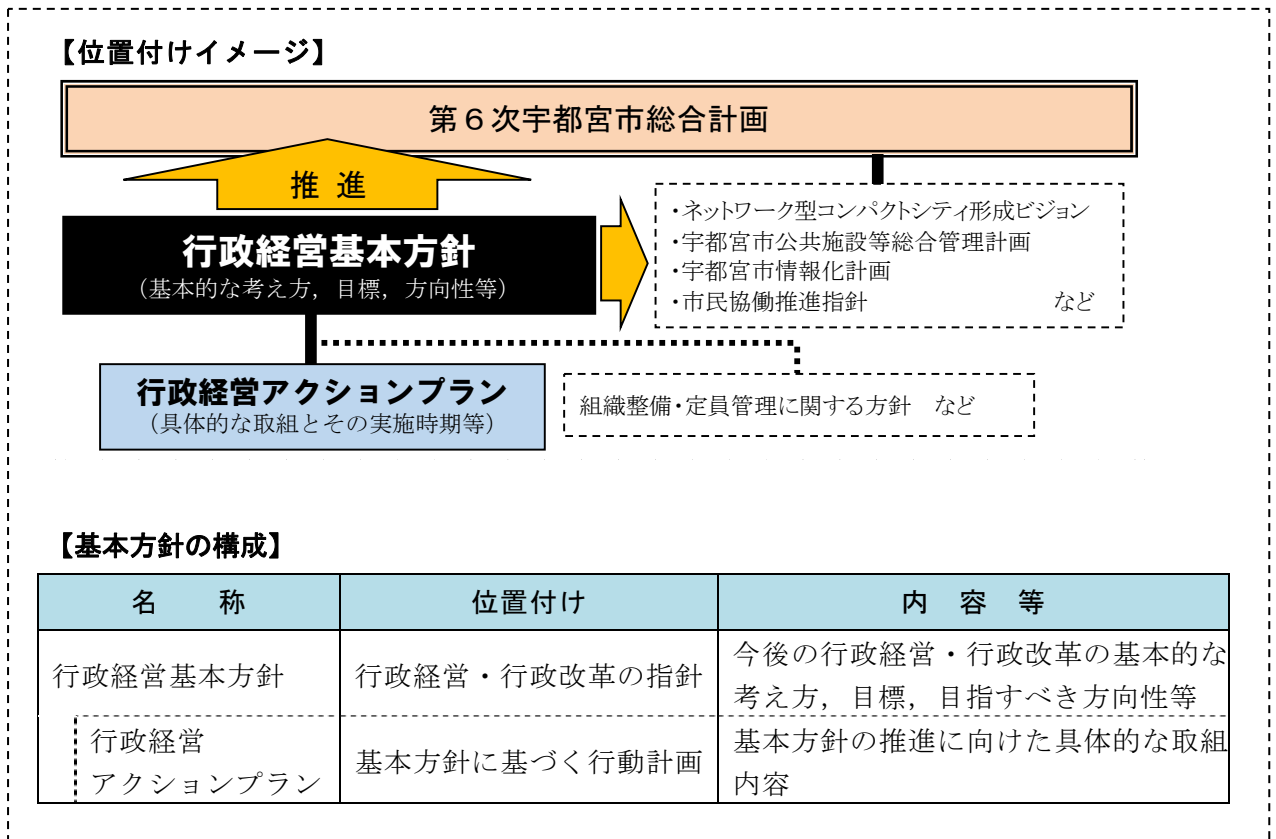 【位置付けイメージ】
第6次宇都宮市総合計画
推 進
行政経営基本方針
（基本的な考え方，目標，方向性等）
・ネットワーク型コンパクトシティ形成ビジョン
・宇都宮市公共施設等総合管理計画
・宇都宮市情報化計画
・市民協働推進指針 など
行政経営アクションプラン
（具体的な取組とその実施時期等）
組織整備・定員管理に関する方針 など
【基本方針の構成】
名 称 位置付け 内 容 等
行政経営基本方針 行政経営・行政改革の指針 今後の行政経営・行政改革の基本的な
考え方，目標，目指すべき方向性等
行政経営
アクションプラン 基本方針に基づく行動計画 基本方針の推進に向けた具体的な取組
内容